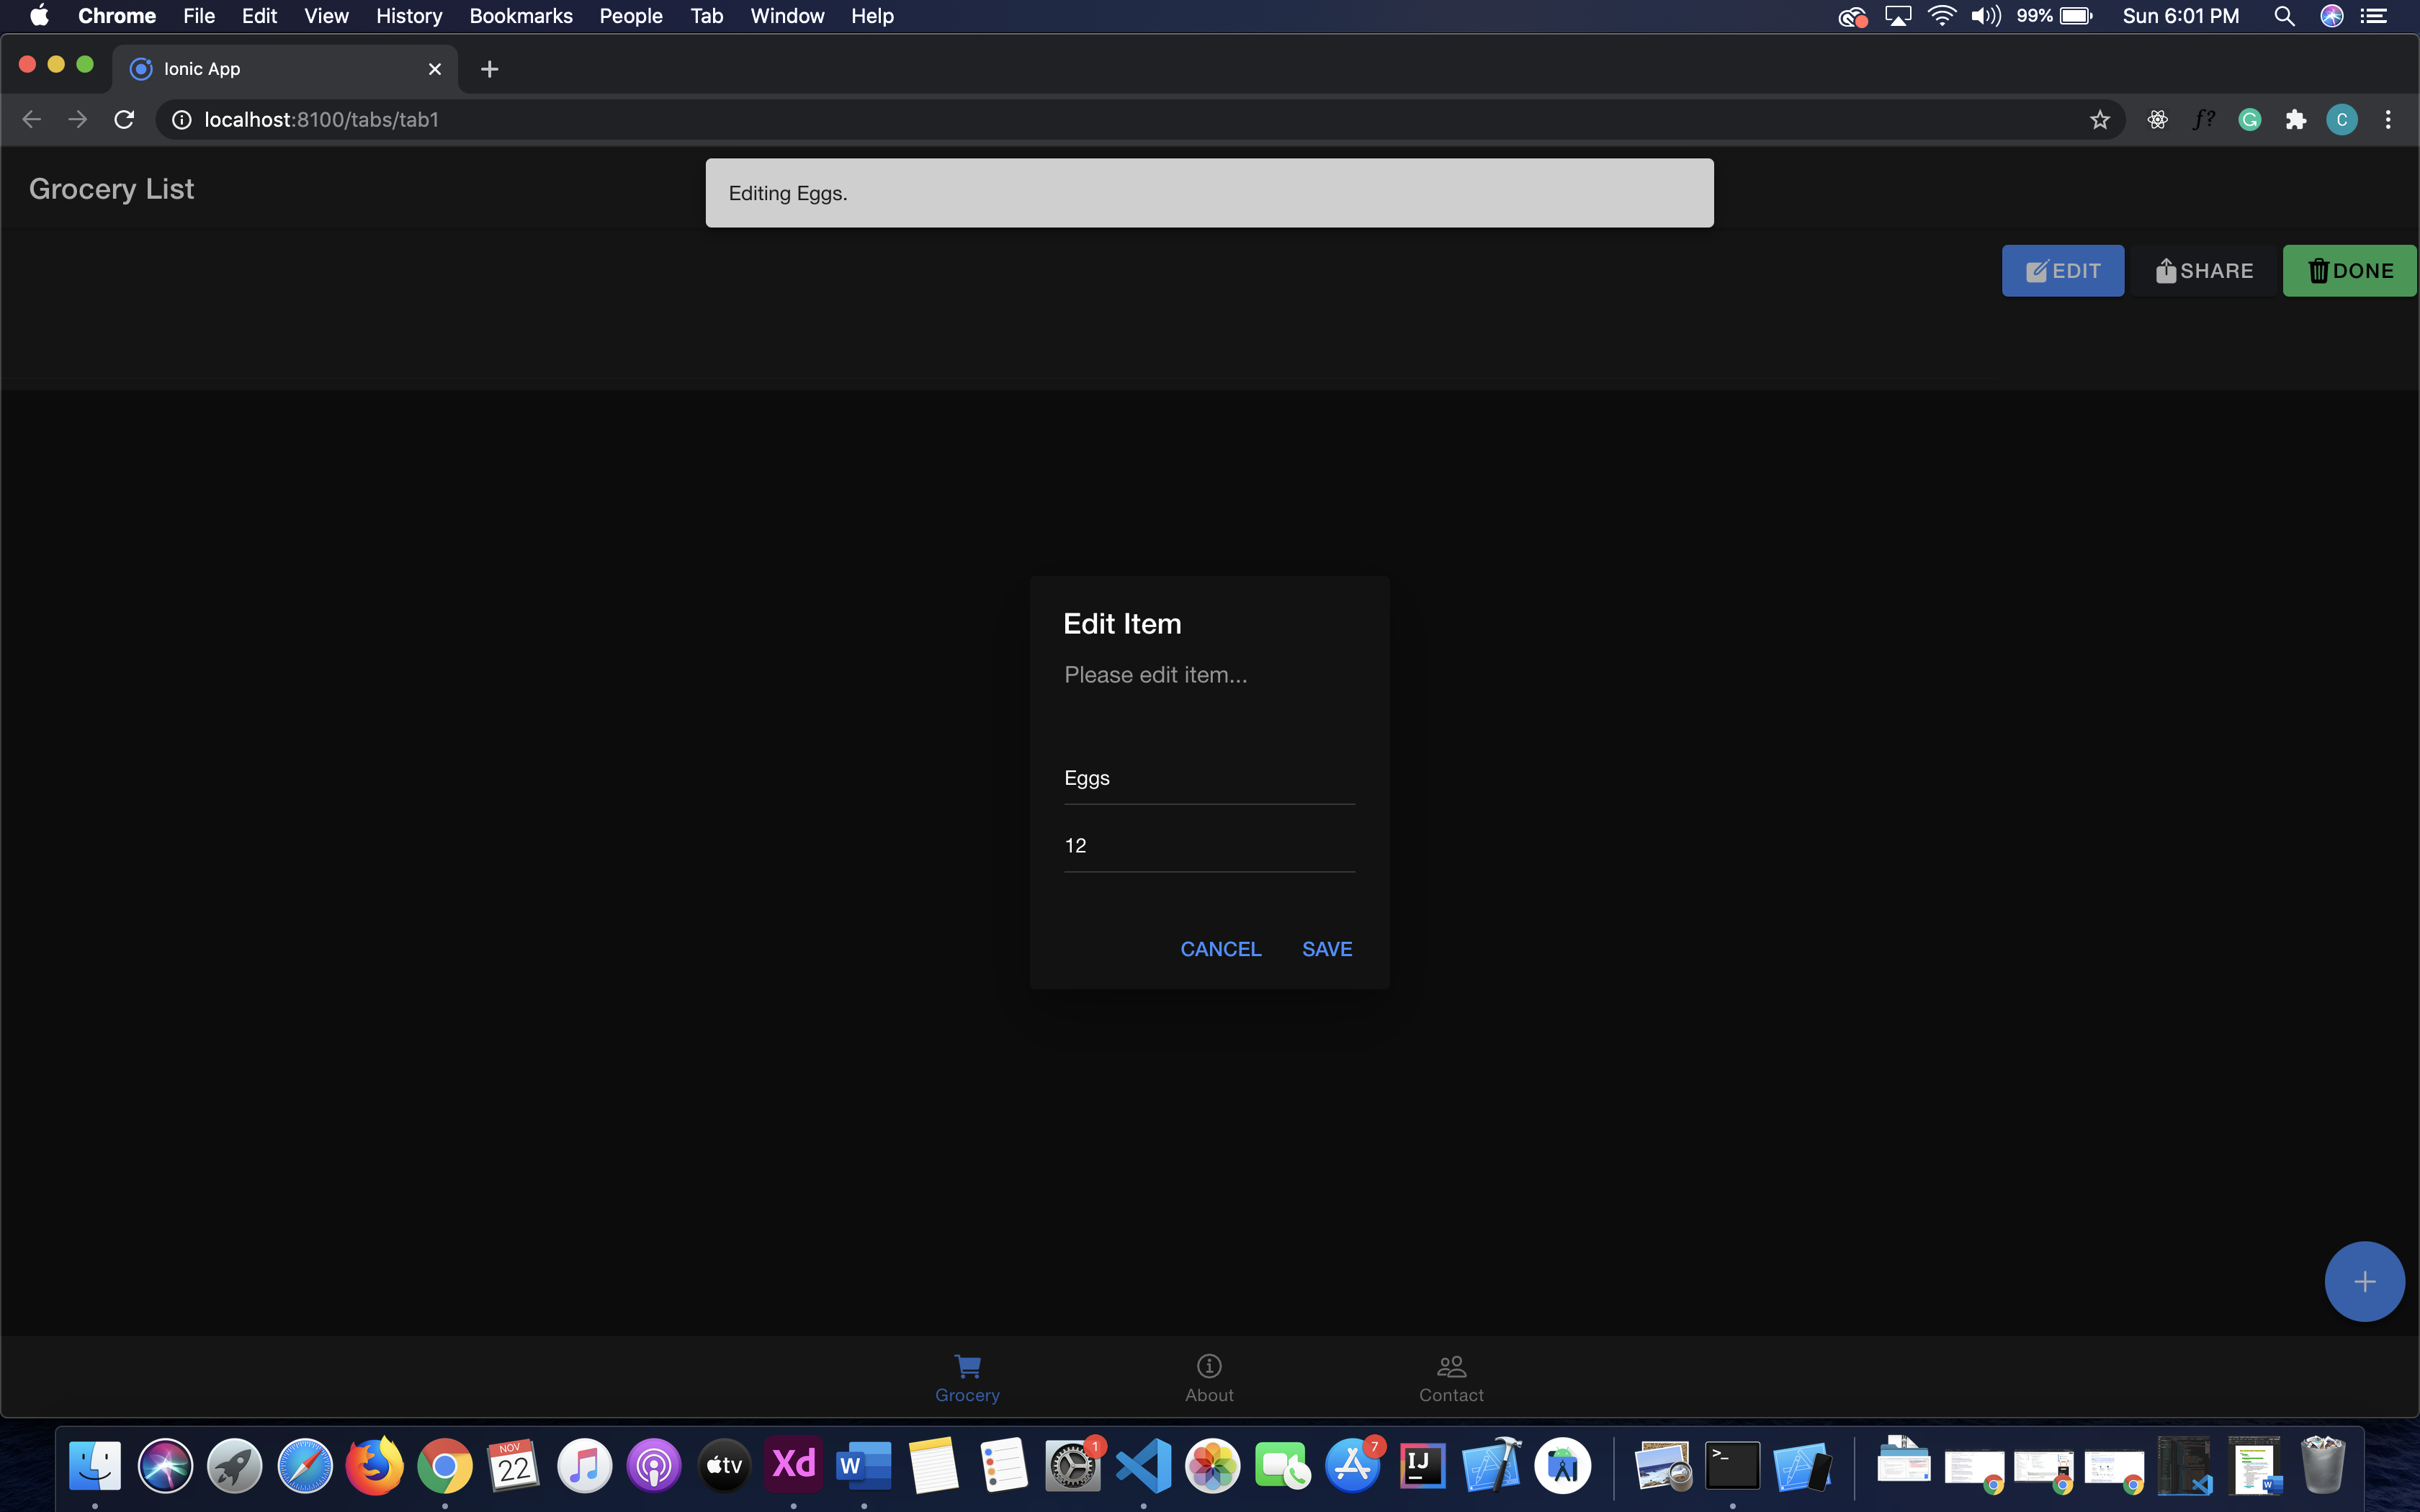 Chrome File Edit View History Bookmarks People Tab Window Help 99% Sun 6:01 PM
Ionic App
localhost:8100/tabs/tab1 f? G C
Grocery List
Editing Eggs.
EDIT SHARE DONE
Edit Item
Please edit item...
Eggs
12
CANCEL SAVE
Grocery About Contact
NOV
22
tv
Xd
W
1
7
IJ
>_
W